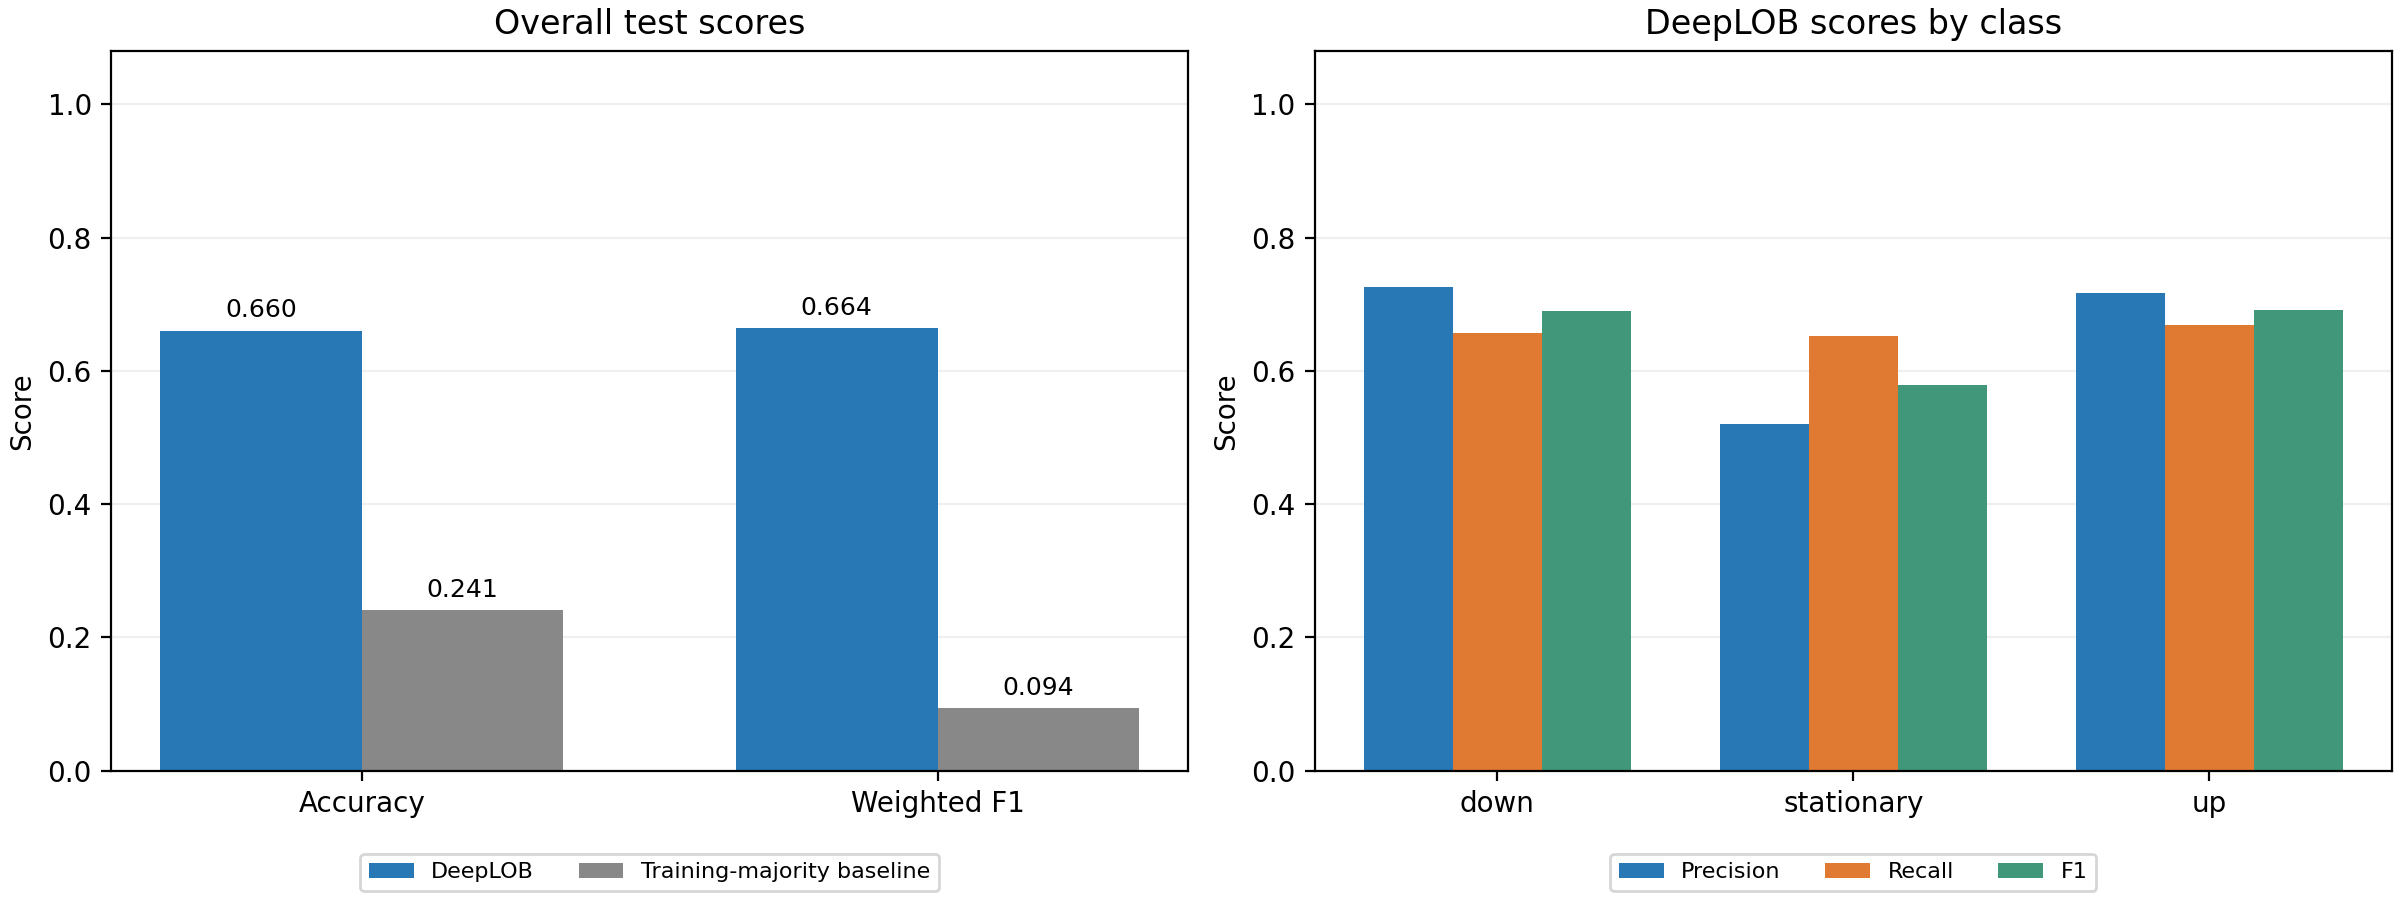 Overall test scores
Score
1.0
0.8
0.6
0.4
0.2
0.0
0.660
0.241
0.664
0.094
Accuracy
Weighted F1
DeepLOB
Training-majority baseline
DeepLOB scores by class
Score
1.0
0.8
0.6
0.4
0.2
0.0
down
stationary
up
Precision
Recall
F1